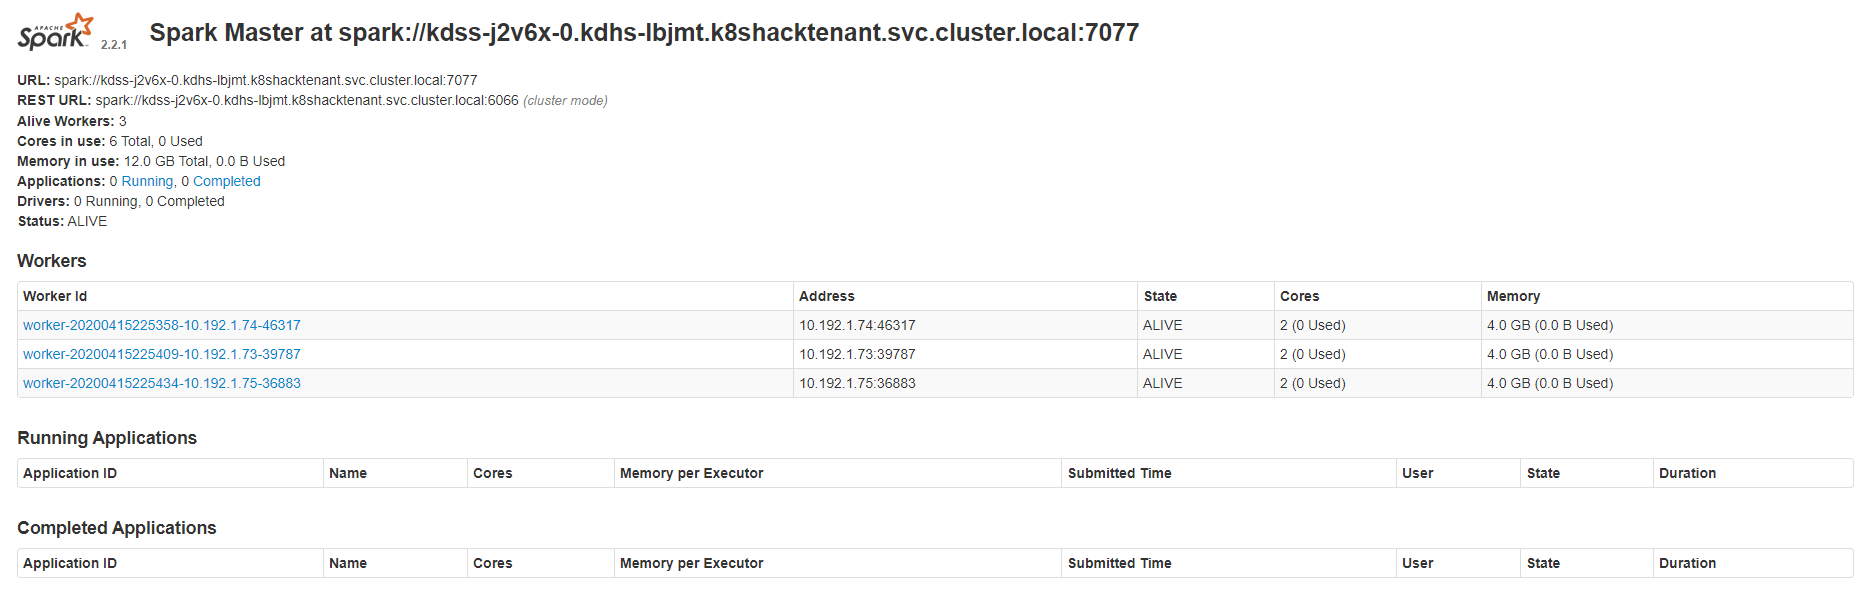 APACHE
Spark 2.2.1 Spark Master at spark://kdss-j2v6x-0.kdhs-lbjmt.k8shacktenant.svc.cluster.local:7077
URL: spark://kdss-j2v6x-0.kdhs-lbjmt.k8shacktenant.svc.cluster.local:7077
REST URL: spark://kdss-j2v6x-0.kdhs-lbjmt.k8shacktenant.svc.cluster.local:6066 (cluster mode)
Alive Workers: 3
Cores in use: 6 Total, 0 Used
Memory in use: 12.0 GB Total, 0.0 B Used
Applications: 0 Running, 0 Completed
Drivers: 0 Running, 0 Completed
Status: ALIVE
Workers
Worker Id Address State Cores Memory
worker-20200415225358-10.192.1.74-46317 10.192.1.74:46317 ALIVE 2 (0 Used) 4.0 GB (0.0 B Used)
worker-20200415225409-10.192.1.73-39787 10.192.1.73:39787 ALIVE 2 (0 Used) 4.0 GB (0.0 B Used)
worker-20200415225434-10.192.1.75-36883 10.192.1.75:36883 ALIVE 2 (0 Used) 4.0 GB (0.0 B Used)
Running Applications
Application ID Name Cores Memory per Executor Submitted Time User State Duration
Completed Applications
Application ID Name Cores Memory per Executor Submitted Time User State Duration